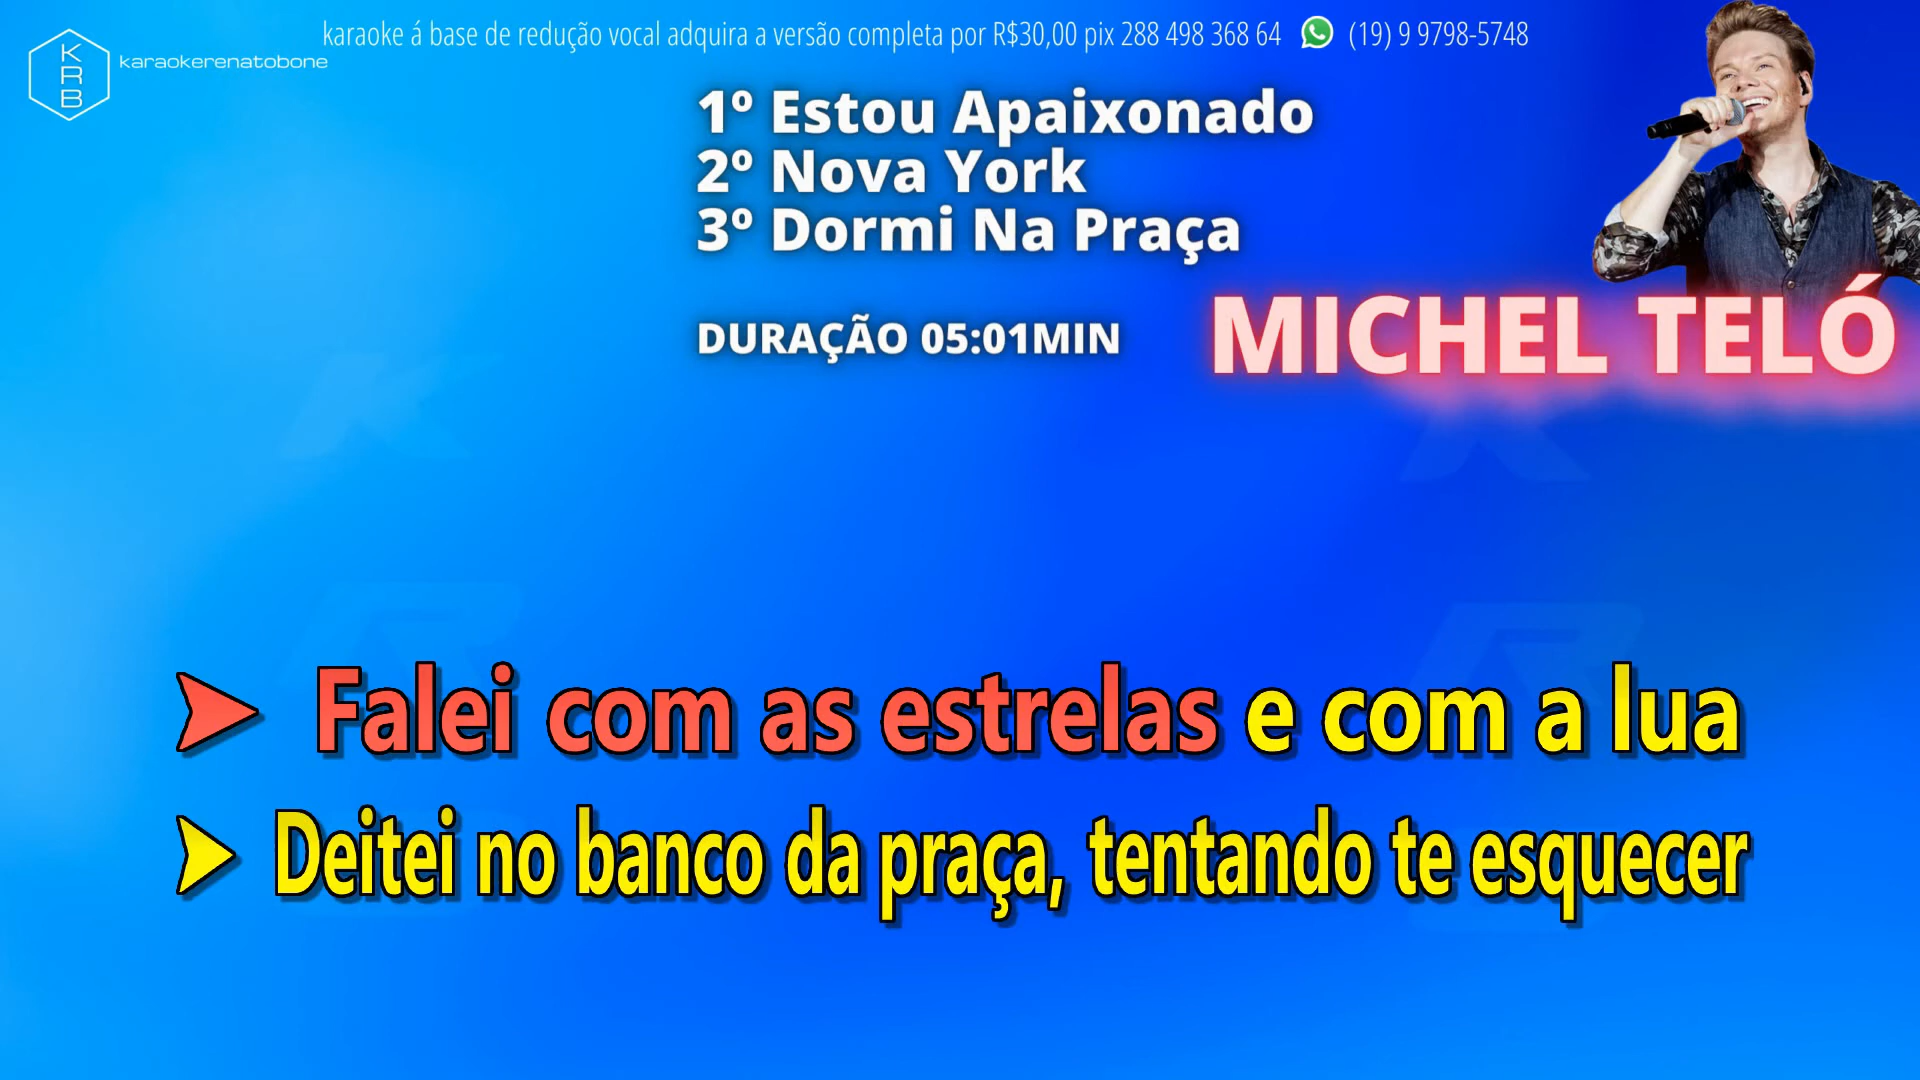 karaoke á base de redução vocal adquira a versão completa por R$30,00 pix 288 498 368 64 (19) 9 9798-5748
KRB karaokerenatobone
1º Estou Apaixonado
2º Nova York
3º Dormi Na Praça
DURAÇÃO 05:01MIN
MICHEL TELÓ
Falei com as estrelas e com a lua
Deitei no banco da praça, tentando te esquecer